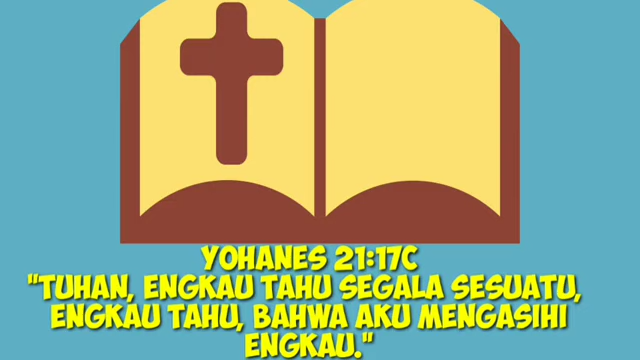 YOHANES 21:17C
"TUHAN, ENGKAU TAHU SEGALA SESUATU,
ENGKAU TAHU, BAHWA AKU MENGASIHI
ENGKAU."